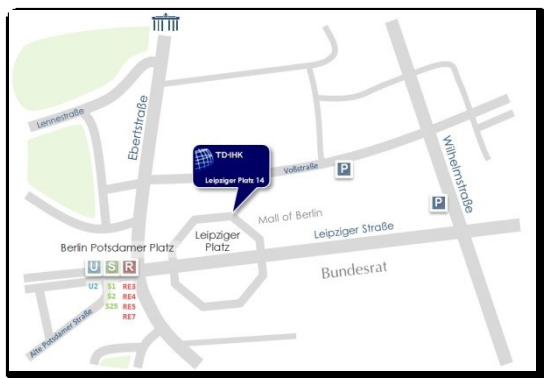 Lennestraße
Ebertstraße
TD-IHK
Leipziger Platz 14
Voßstraße
P
Wilhelmstraße
P
Mall of Berlin
Leipziger Straße
Leipziger
Platz
Berlin Potsdamer Platz
U S R
U2 S1 RE3
S2 RE4
S25 RE5
RE7
Bundesrat
Alte Potsdamer Straße